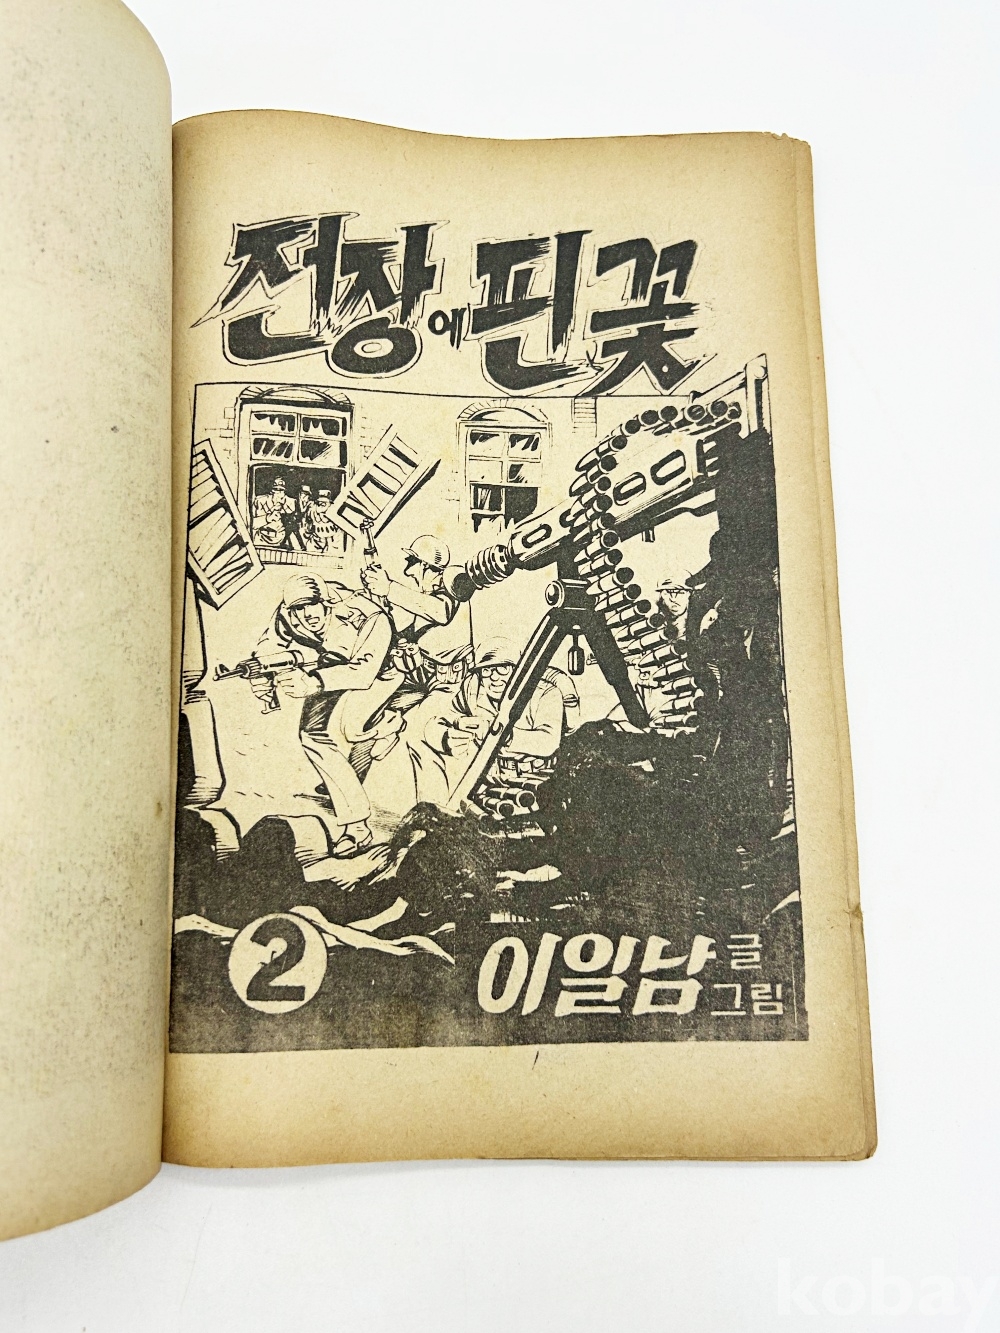 전장에 핀 꽃
2
이일남 글
그림
kobay